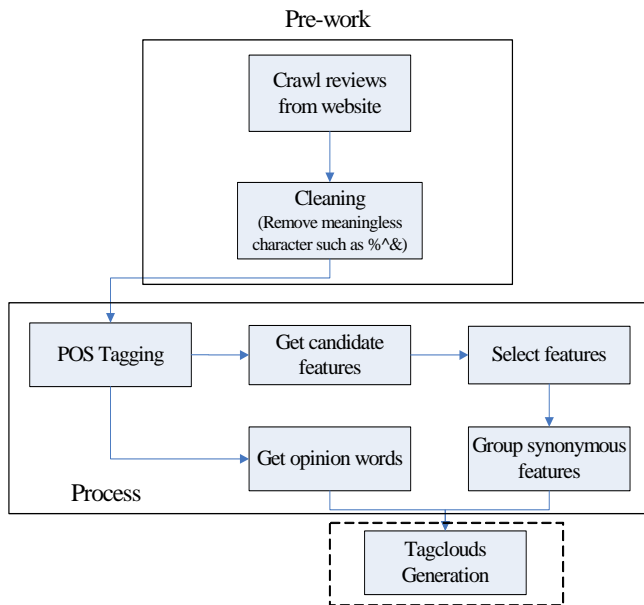 Pre-work
Crawl reviews
from website
Cleaning
(Remove meaningless
character such as %^&)
POS Tagging
Get candidate
features
Select features
Get opinion words
Group synonymous
features
Process
Tagclouds
Generation